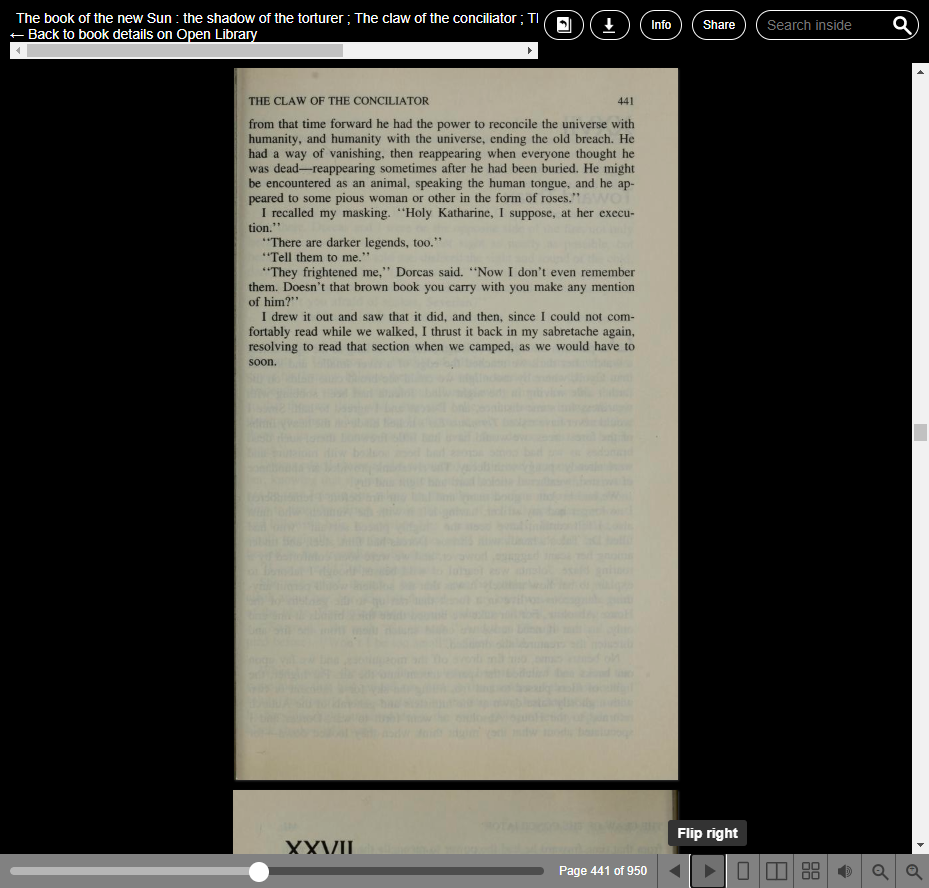 The book of the new Sun : the shadow of the torturer ; The claw of the conciliator ; Tl
← Back to book details on Open Library
Info
Share
Search inside
THE CLAW OF THE CONCILIATOR 441
from that time forward he had the power to reconcile the universe with
humanity, and humanity with the universe, ending the old breach. He
had a way of vanishing, then reappearing when everyone thought he
was dead—reappearing sometimes after he had been buried. He might
be encountered as an animal, speaking the human tongue, and he ap-
peared to some pious woman or other in the form of roses.’’
I recalled my masking. ‘‘Holy Katharine, I suppose, at her execu-
tion.’’
‘‘There are darker legends, too.’’
‘‘Tell them to me.’’
‘‘They frightened me,’’ Dorcas said. ‘‘Now I don’t even remember
them. Doesn’t that brown book you carry with you make any mention
of him?’’
I drew it out and saw that it did, and then, since I could not com-
fortably read while we walked, I thrust it back in my sabretache again,
resolving to read that section when we camped, as we would have to
soon.
XXVII
Flip right
Page 441 of 950